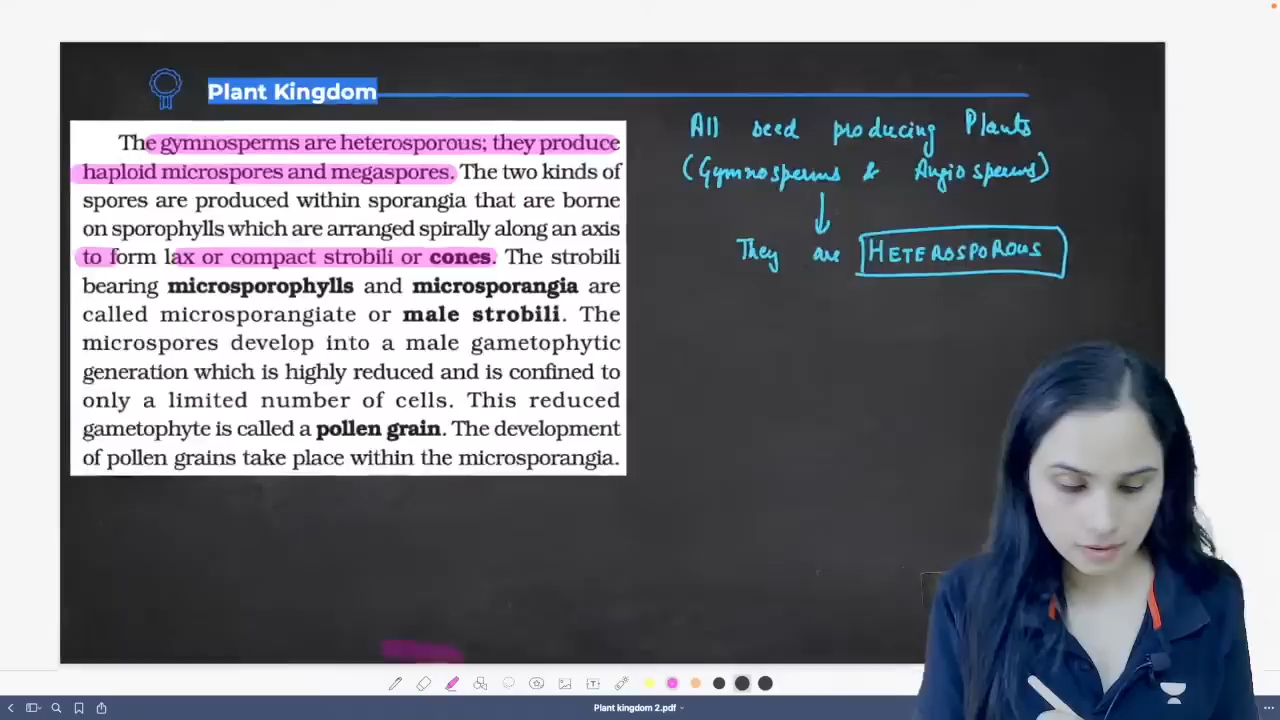 Plant Kingdom
The gymnosperms are heterosporous; they produce
haploid microspores and megaspores. The two kinds of
spores are produced within sporangia that are borne
on sporophylls which are arranged spirally along an axis
to form lax or compact strobili or cones. The strobili
bearing microsporophylls and microsporangia are
called microsporangiate or male strobili. The
microspores develop into a male gametophytic
generation which is highly reduced and is confined to
only a limited number of cells. This reduced
gametophyte is called a pollen grain. The development
of pollen grains take place within the microsporangia.
All seed producing Plants
(Gymnosperms & Angiosperms)
They are HETEROSPOROUS
Plant kingdom 2.pdf